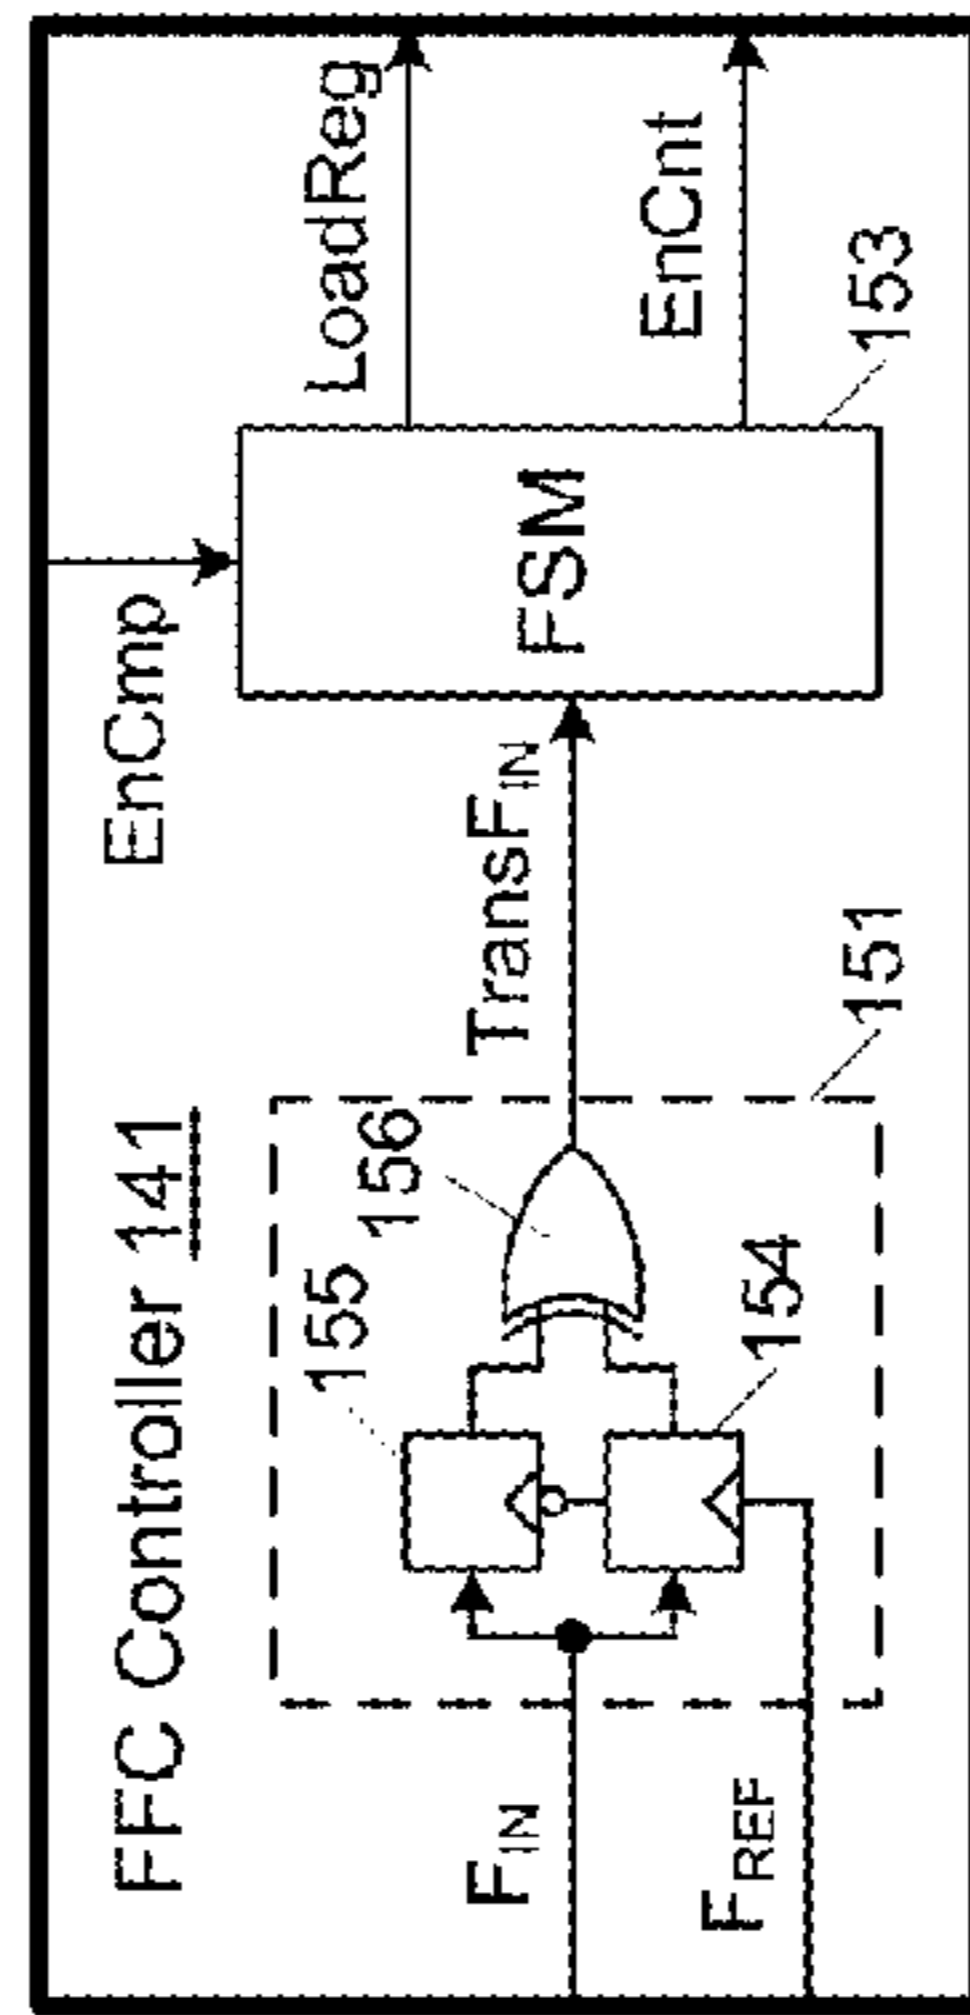 FFC Controller 141
EnCmp
LoadReg
155
156
F_IN
TransF_IN
FSM
EnCnt
F_REF
154
151
153